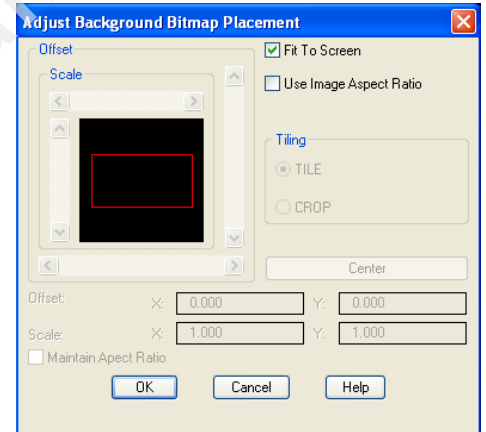 Adjust Background Bitmap Placement
Offset
Scale
Fit To Screen
Use Image Aspect Ratio
Tiling
TILE
CROP
Center
Offset: X: 0.000 Y: 0.000
Scale: X: 1.000 Y: 1.000
Maintain Apect Ratio
OK Cancel Help